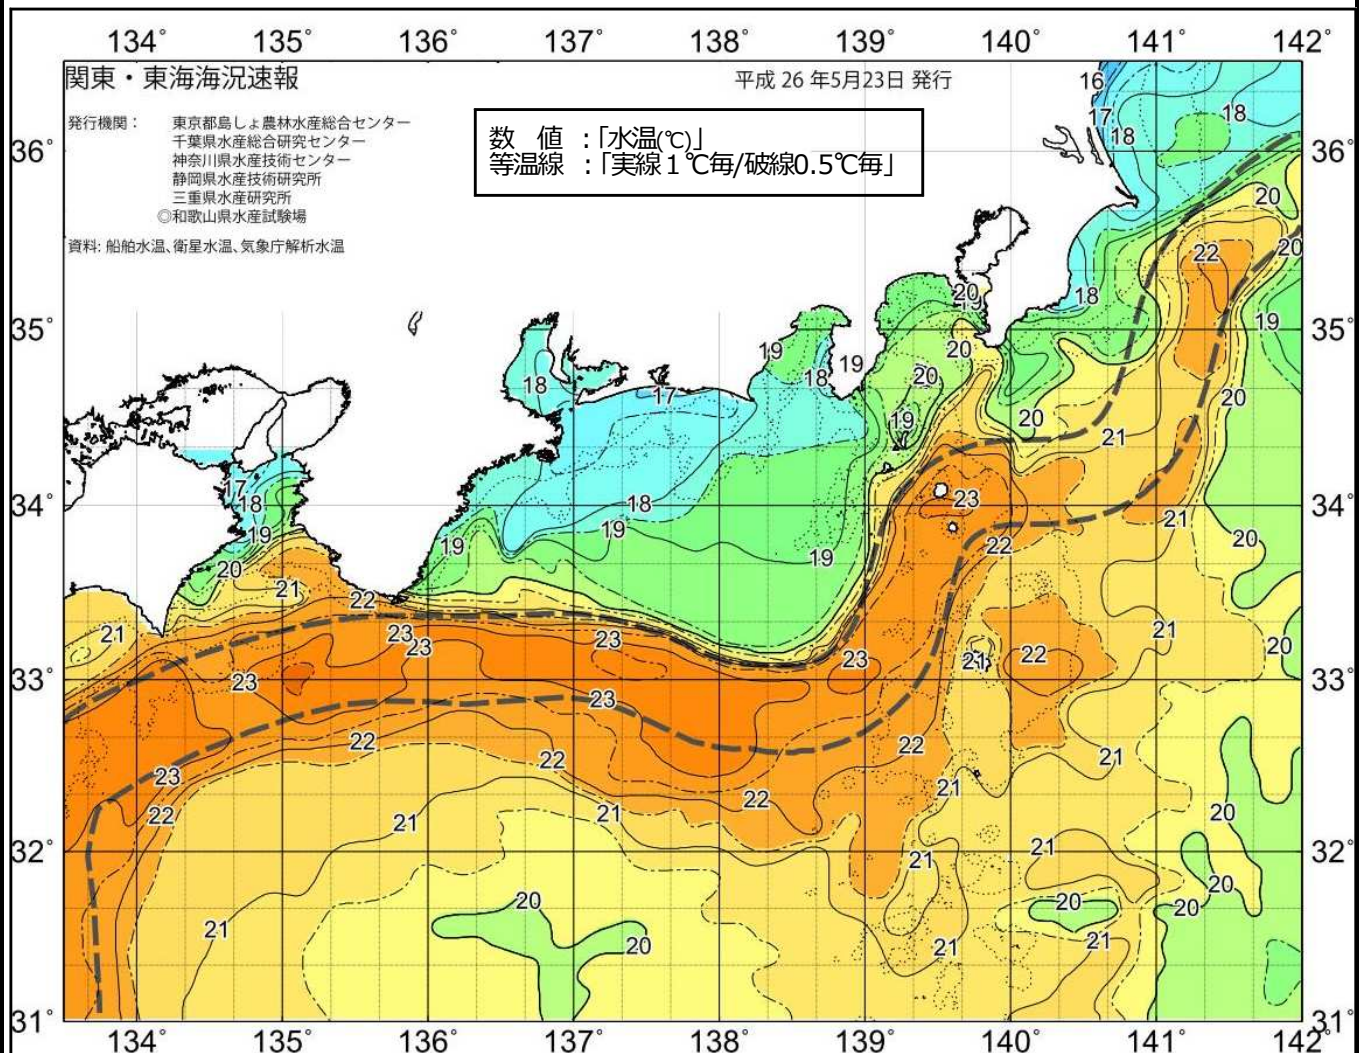 134° 135° 136° 137° 138° 139° 140° 141° 142°
関東・東海海況速報
平成 26 年5月23日 発行
発行機関： 東京都島しょ農林水産総合センター
千葉県水産総合研究センター
神奈川県水産技術センター
静岡県水産技術研究所
三重県水産研究所
◎和歌山県水産試験場
資料: 船舶水温、衛星水温、気象庁解析水温
数 値 ：「水温(℃)」
等温線 ：「実線１℃毎/破線0.5℃毎」
16
17
18 18
36° 36°
20
22 20
20 19
18
19
35° 35°
19 20
18 19
18 17
20
20
19 20
21
17
18 18
34° 23 34°
19 19 21
19 22 20
19
20
21
22
21 23 23 21
23 23 22 20
23 21
33° 23 33°
23
22 22
22 21
23 21
22 22
21 21 20
32° 21 32°
21
20
20 20 20
21
20 21 21
31° 31°
134° 135° 136° 137° 138° 139° 140° 141° 142°